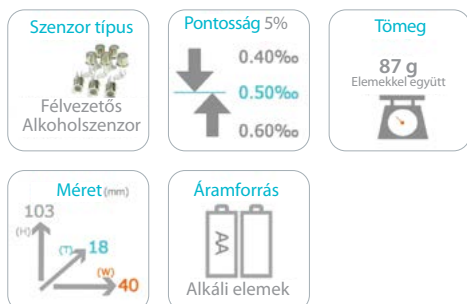 Szenzor típus
Félvezetős
Alkoholszenzor
Pontosság 5%
0.40‰
0.50‰
0.60‰
Tömeg
87 g
Elemekkel együtt
Méret (mm)
103
(H)
(T) 18
(W)
40
Áramforrás
AA
Alkáli elemek